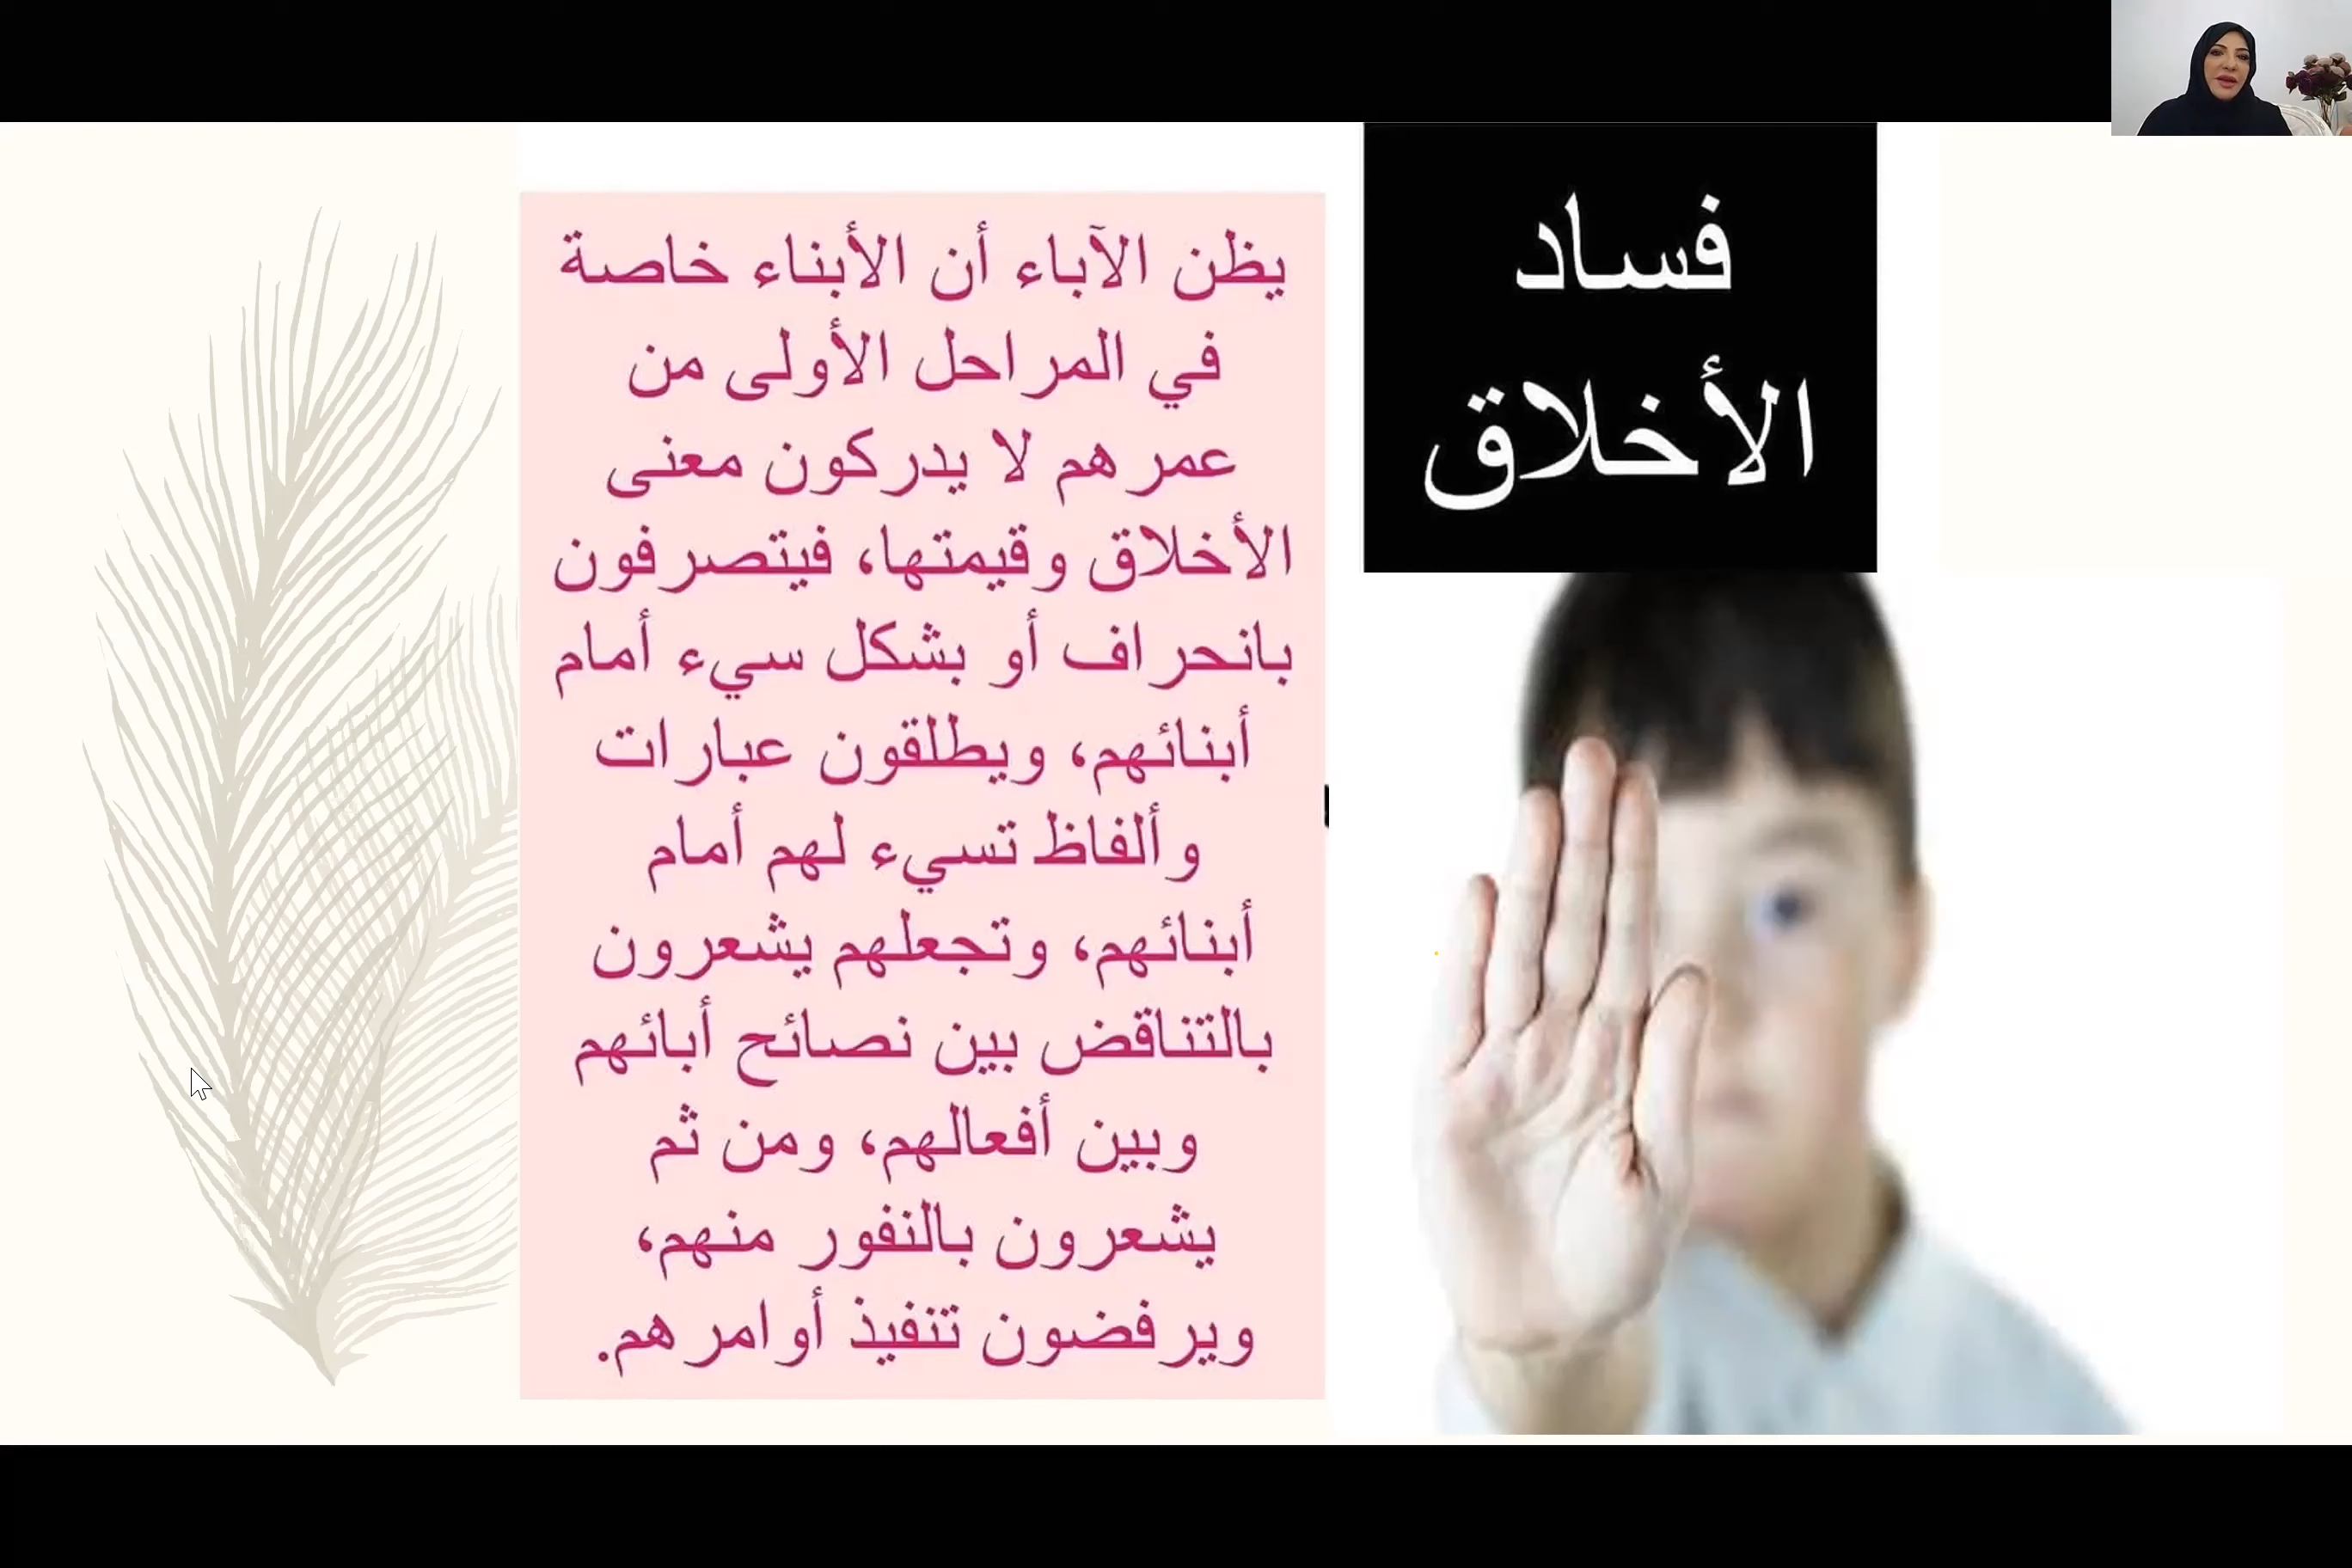 فساد
الأخلاق
يظن الآباء أن الأبناء خاصة
في المراحل الأولى من
عمرهم لا يدركون معنى
الأخلاق وقيمتها، فيتصرفون
بانحراف أو بشكل سيء أمام
أبنائهم، ويطلقون عبارات
وألفاظ تسيء لهم أمام
أبنائهم، وتجعلهم يشعرون
بالتناقض بين نصائح أبائهم
وبين أفعالهم، ومن ثم
يشعرون بالنفور منهم،
ويرفضون تنفيذ أوامرهم.